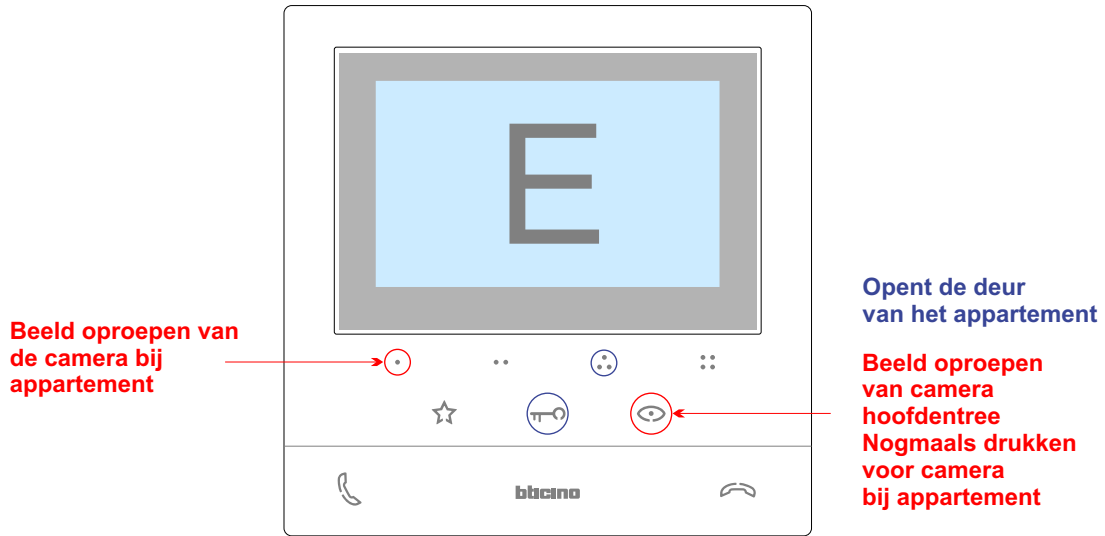 E
Beeld oproepen van
de camera bij
appartement
Opent de deur
van het appartement
Beeld oproepen
van camera
hoofdentree
Nogmaals drukken
voor camera
bij appartement
bticino